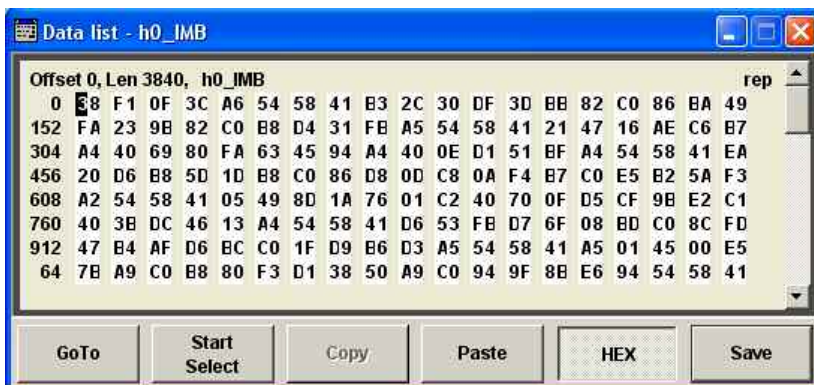 Data list - h0_IMB
Offset 0, Len 3840, h0_IMB rep
0 38 F1 0F 3C A6 54 58 41 B3 2C 30 DF 3D BB 82 C0 86 BA 49
152 FA 23 9B 82 C0 B8 D4 31 FB A5 54 58 41 21 47 16 AE C6 B7
304 A4 40 69 80 FA 63 45 94 A4 40 0E D1 51 BF A4 54 58 41 EA
456 20 D6 B8 5D 1D B8 C0 86 D8 0D C8 0A F4 B7 C0 E5 B2 5A F3
608 A2 54 58 41 05 49 8D 1A 76 01 C2 40 70 0F D5 CF 9B E2 C1
760 40 3B DC 46 13 A4 54 58 41 D6 53 FB D7 6F 08 BD C0 8C FD
912 47 B4 AF D6 BC C0 1F D9 B6 D3 A5 54 58 41 A5 01 45 00 E5
64 7B A9 C0 B8 80 F3 D1 38 50 A9 C0 94 9F 8B E6 94 54 58 41
GoTo Start Select Copy Paste HEX Save